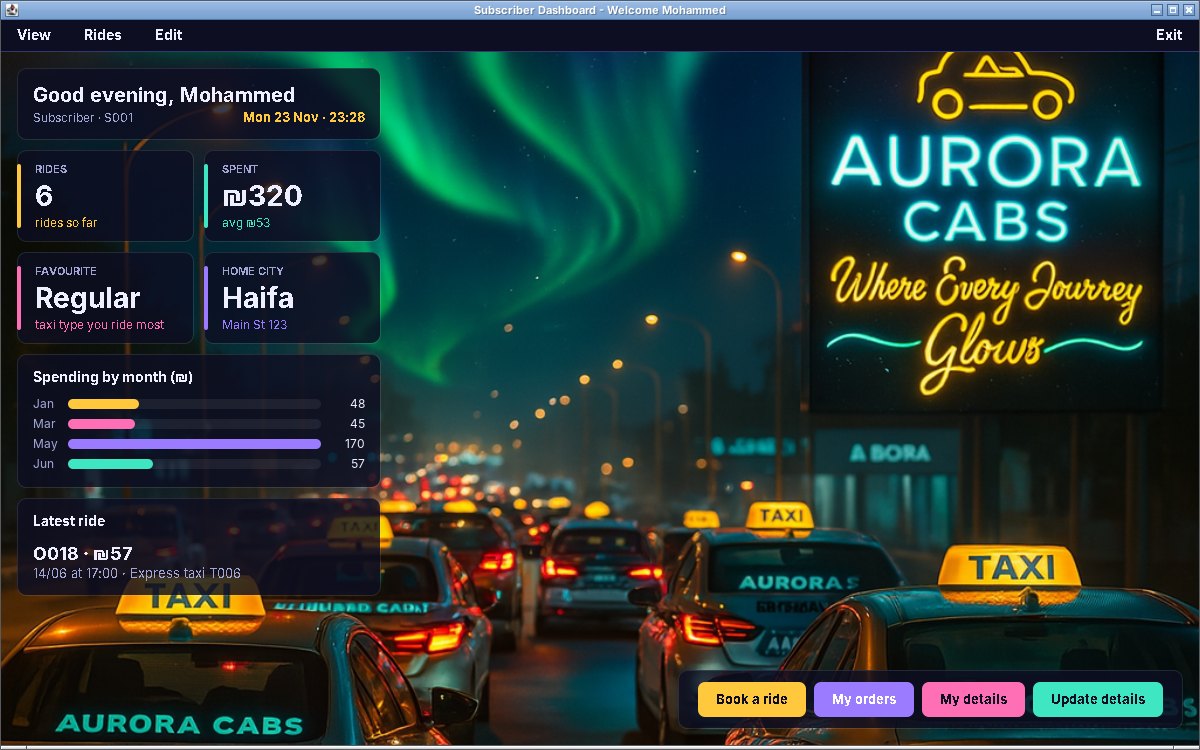 Subscriber Dashboard - Welcome Mohammed
View Rides Edit Exit
Good evening, Mohammed
Subscriber · S001 Mon 23 Nov · 23:28
RIDES
6
rides so far
SPENT
₪320
avg ₪53
FAVOURITE
Regular
taxi type you ride most
HOME CITY
Haifa
Main St 123
Spending by month (₪)
Jan 48
Mar 45
May 170
Jun 57
Latest ride
O018 · ₪57
14/06 at 17:00 · Express taxi T006
AURORA
CABS
Where Every Journey
Glows
A BORA
TAXI
TAXI
AURORA S
TAXI
TAXI
AURORA CABS
Book a ride My orders My details Update details